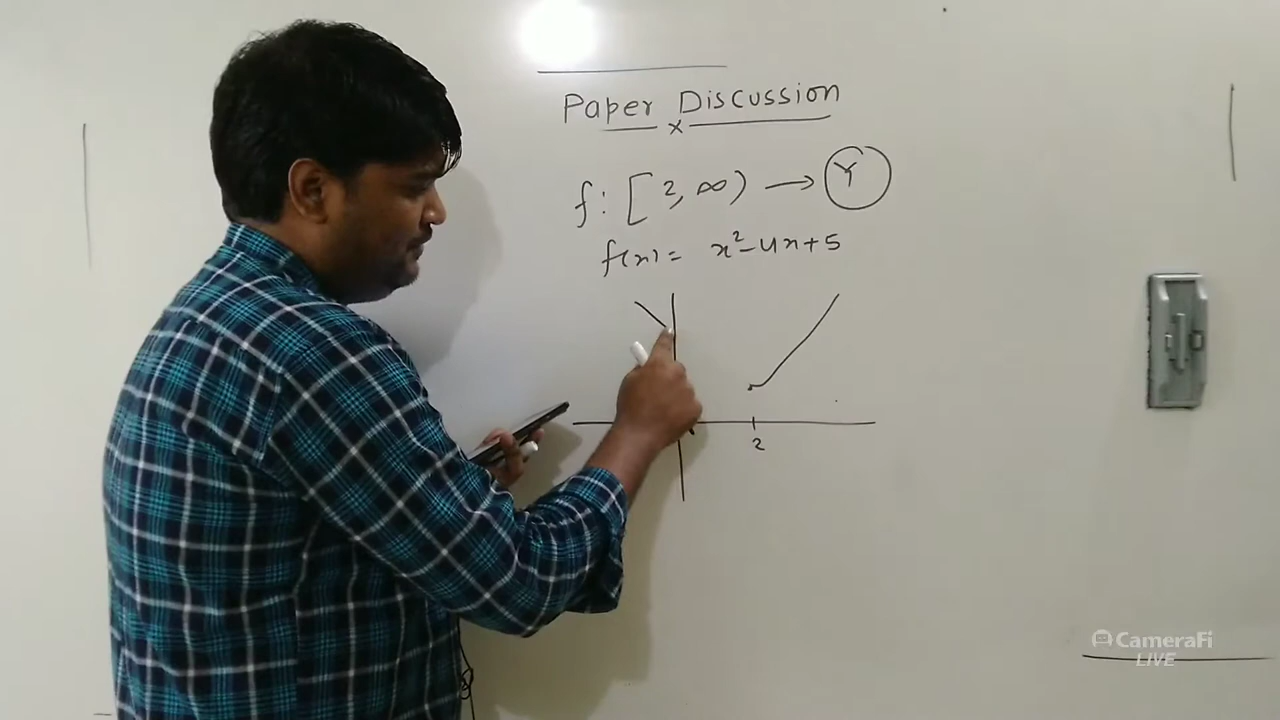 Paper Discussion
x
f: [2, ∞) → Y
f(x) = x²-4x+5
2
CameraFi
LIVE